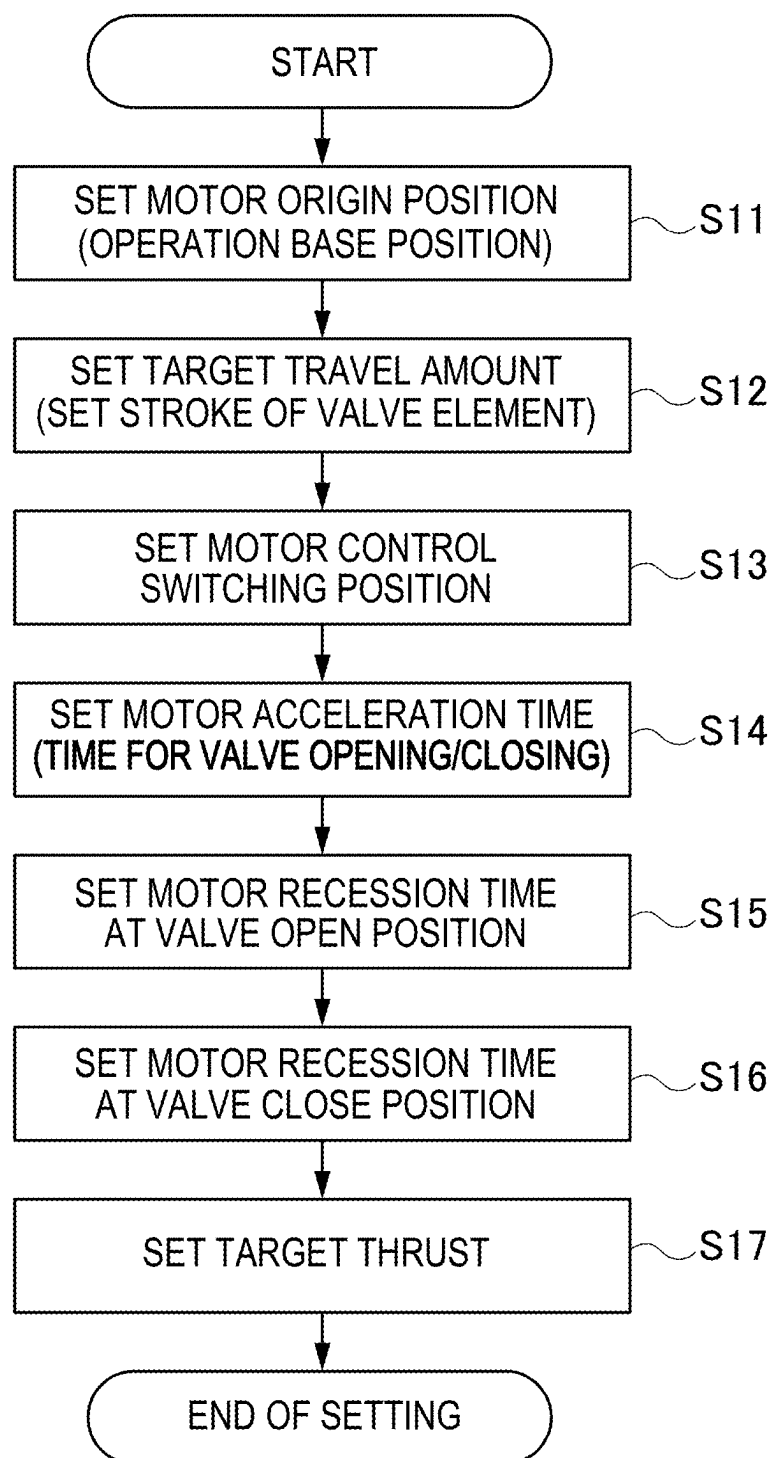 START
SET MOTOR ORIGIN POSITION
(OPERATION BASE POSITION)
S11
SET TARGET TRAVEL AMOUNT
(SET STROKE OF VALVE ELEMENT)
S12
SET MOTOR CONTROL
SWITCHING POSITION
S13
SET MOTOR ACCELERATION TIME
(TIME FOR VALVE OPENING/CLOSING)
S14
SET MOTOR RECESSION TIME
AT VALVE OPEN POSITION
S15
SET MOTOR RECESSION TIME
AT VALVE CLOSE POSITION
S16
SET TARGET THRUST
S17
END OF SETTING